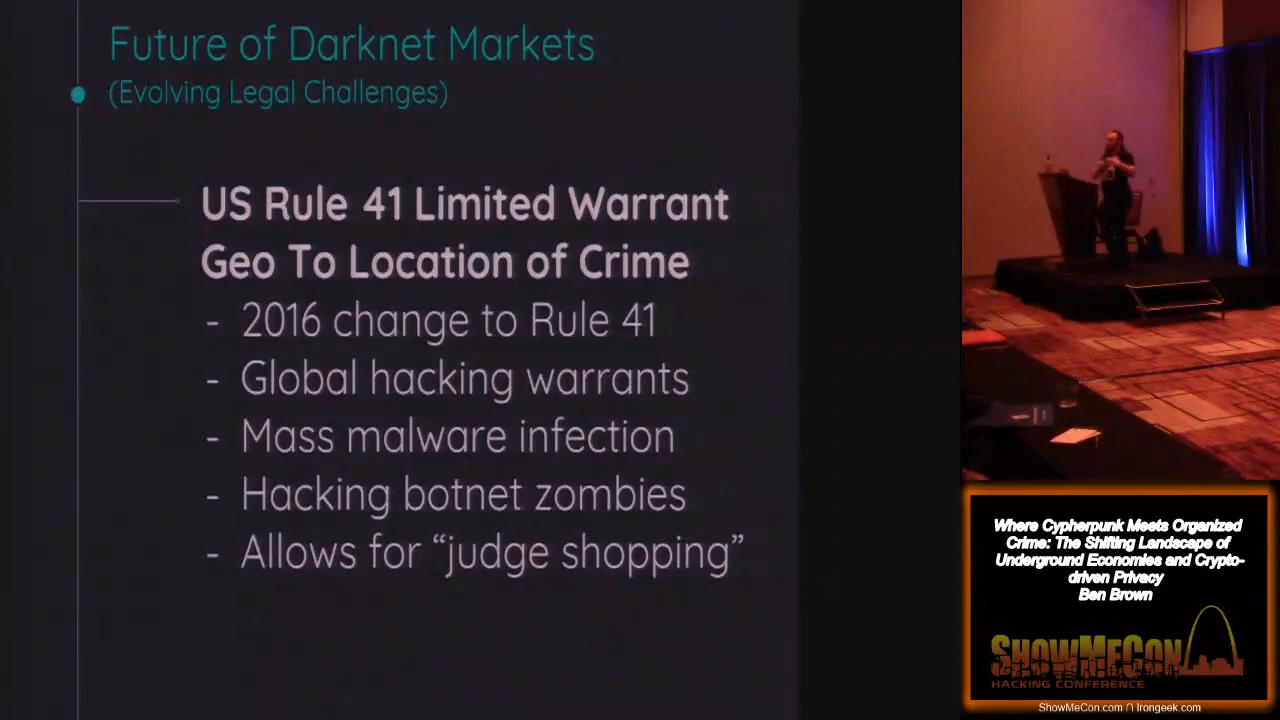 Future of Darknet Markets
(Evolving Legal Challenges)
US Rule 41 Limited Warrant
Geo To Location of Crime
- 2016 change to Rule 41
- Global hacking warrants
- Mass malware infection
- Hacking botnet zombies
- Allows for “judge shopping”
Where Cypherpunk Meets Organized
Crime: The Shifting Landscape of
Underground Economies and Crypto-
driven Privacy
Ben Brown
SHOWMECON
HACKING CONFERENCE
ShowMeCon.com ∩ Irongeek.com